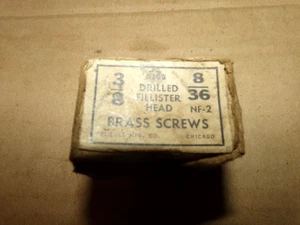 3/8
DRILLED
FILLISTER
HEAD
8/36
NF-2
BRASS SCREWS
CHICAGO